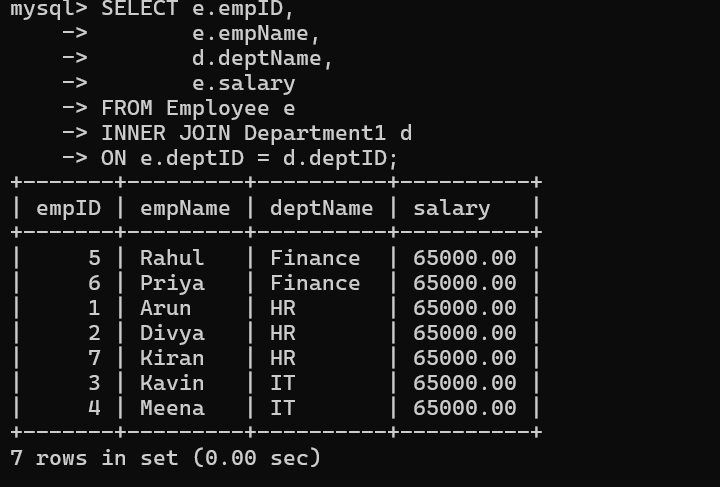 mysql> SELECT e.empID,
    ->        e.empName,
    ->        d.deptName,
    ->        e.salary
    -> FROM Employee e
    -> INNER JOIN Department1 d
    -> ON e.deptID = d.deptID;
+-------+---------+----------+----------+
| empID | empName | deptName | salary   |
+-------+---------+----------+----------+
|     5 | Rahul   | Finance  | 65000.00 |
|     6 | Priya   | Finance  | 65000.00 |
|     1 | Arun    | HR       | 65000.00 |
|     2 | Divya   | HR       | 65000.00 |
|     7 | Kiran   | HR       | 65000.00 |
|     3 | Kavin   | IT       | 65000.00 |
|     4 | Meena   | IT       | 65000.00 |
+-------+---------+----------+----------+
7 rows in set (0.00 sec)